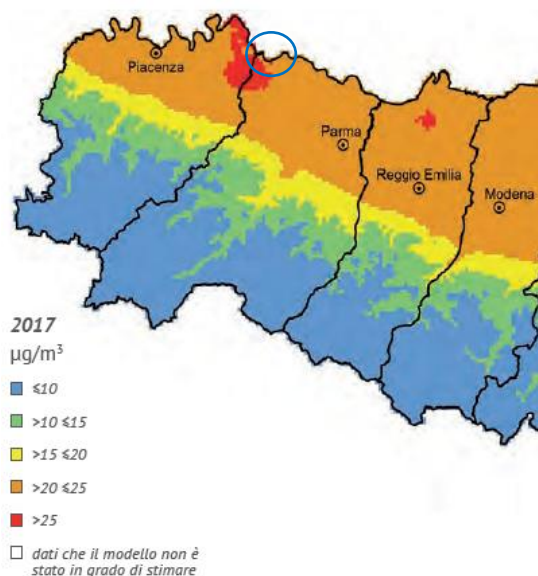 Piacenza
Parma
Reggio Emilia
Modena
2017
µg/m³
≤10
>10 ≤15
>15 ≤20
>20 ≤25
>25
dati che il modello non è
stato in grado di stimare